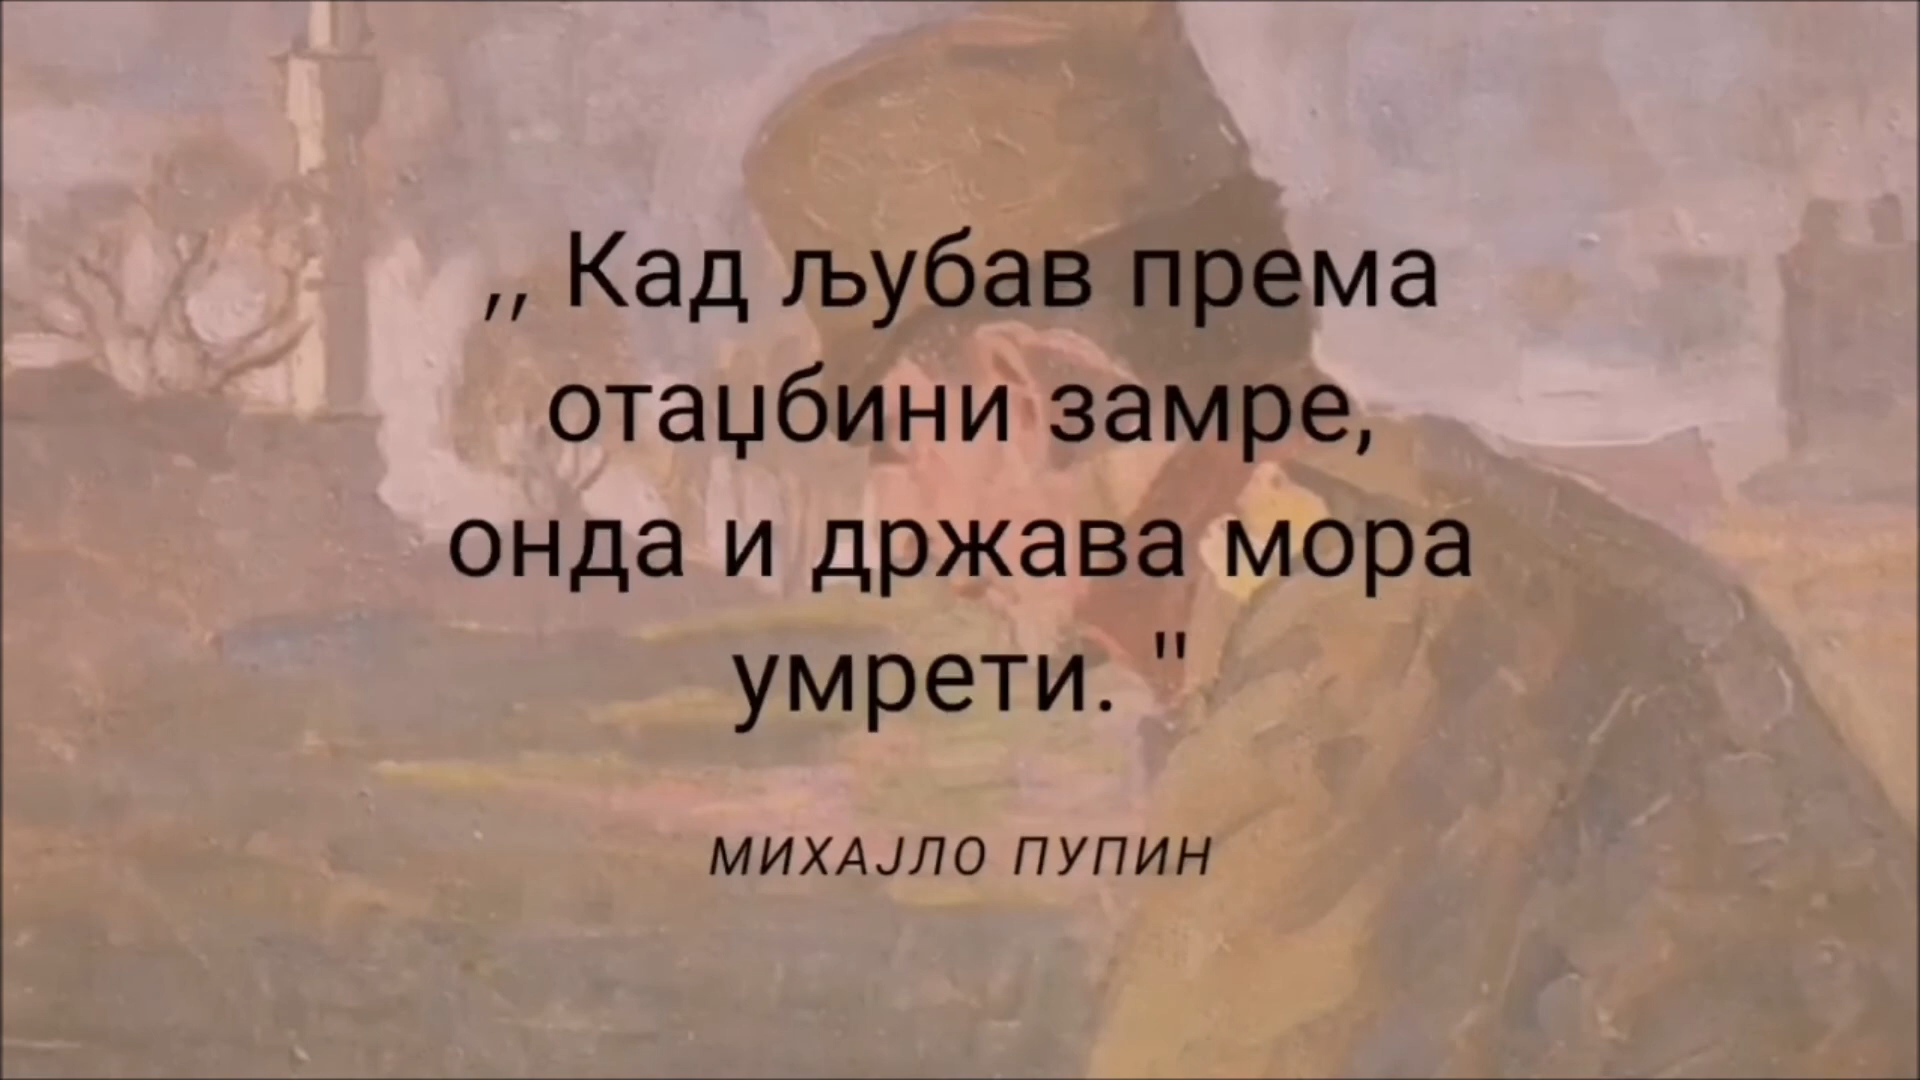 ,, Кад љубав према
отаџбини замре,
онда и држава мора
умрети. "
МИХАЈЛО ПУПИН